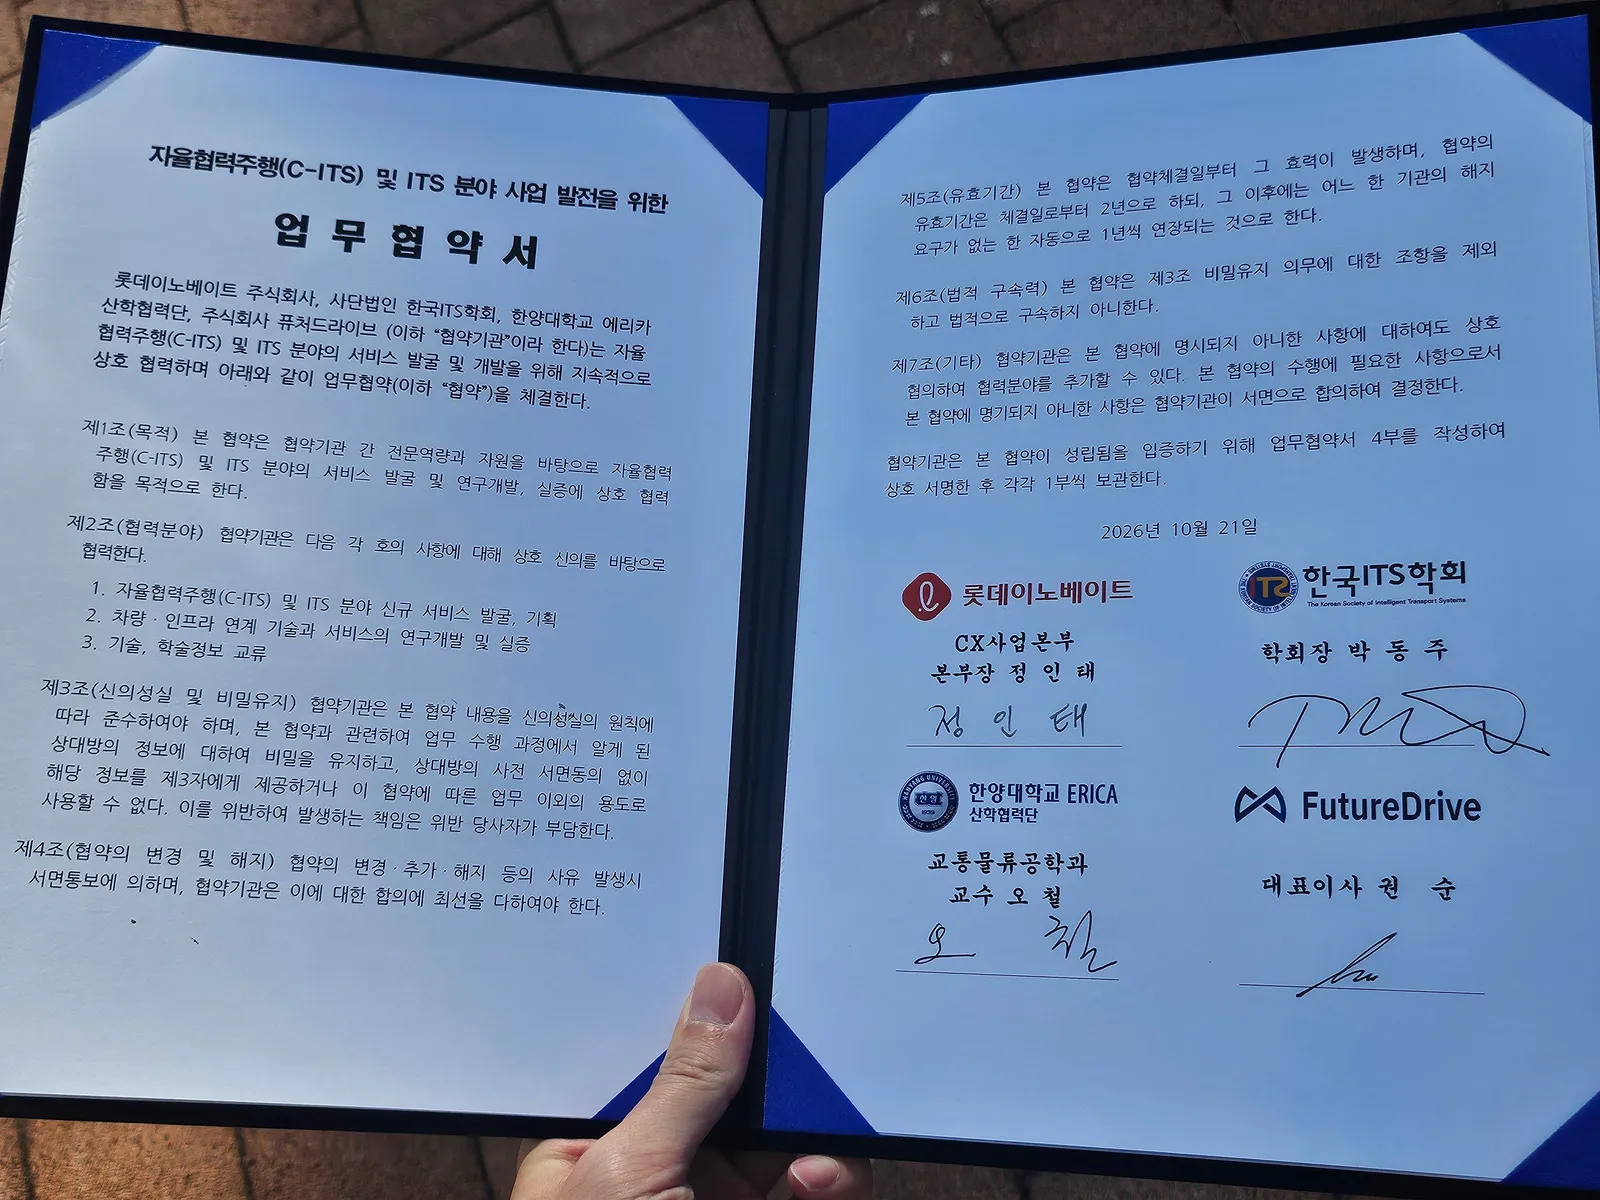 자율협력주행(C-ITS) 및 ITS 분야 사업 발전을 위한
업무협약서
롯데이노베이트 주식회사, 사단법인 한국ITS학회, 한양대학교 에리카
산학협력단, 주식회사 퓨처드라이브 (이하 “협약기관”이라 한다)는 자율
협력주행(C-ITS) 및 ITS 분야의 서비스 발굴 및 개발을 위해 지속적으로
상호 협력하며 아래와 같이 업무협약(이하 “협약”)을 체결한다.
제1조(목적) 본 협약은 협약기관 간 전문역량과 자원을 바탕으로 자율협력
주행(C-ITS) 및 ITS 분야의 서비스 발굴 및 연구개발, 실증에 상호 협력
함을 목적으로 한다.
제2조(협력분야) 협약기관은 다음 각 호의 사항에 대해 상호 신의를 바탕으로
협력한다.
1. 자율협력주행(C-ITS) 및 ITS 분야 신규 서비스 발굴, 기획
2. 차량·인프라 연계 기술과 서비스의 연구개발 및 실증
3. 기술, 학술정보 교류
제3조(신의성실 및 비밀유지) 협약기관은 본 협약 내용을 신의성실의 원칙에
따라 준수하여야 하며, 본 협약과 관련하여 업무 수행 과정에서 알게 된
상대방의 정보에 대하여 비밀을 유지하고, 상대방의 사전 서면동의 없이
해당 정보를 제3자에게 제공하거나 이 협약에 따른 업무 이외의 용도로
사용할 수 없다. 이를 위반하여 발생하는 책임은 위반 당사자가 부담한다.
제4조(협약의 변경 및 해지) 협약의 변경·추가·해지 등의 사유 발생시
서면통보에 의하며, 협약기관은 이에 대한 합의에 최선을 다하여야 한다.
제5조(유효기간) 본 협약은 협약체결일부터 그 효력이 발생하며, 협약의
유효기간은 체결일로부터 2년으로 하되, 그 이후에는 어느 한 기관의 해지
요구가 없는 한 자동으로 1년씩 연장되는 것으로 한다.
제6조(법적 구속력) 본 협약은 제3조 비밀유지 의무에 대한 조항을 제외
하고 법적으로 구속하지 아니한다.
제7조(기타) 협약기관은 본 협약에 명시되지 아니한 사항에 대하여도 상호
협의하여 협력분야를 추가할 수 있다. 본 협약의 수행에 필요한 사항으로서
본 협약에 명기되지 아니한 사항은 협약기관이 서면으로 합의하여 결정한다.
협약기관은 본 협약이 성립됨을 입증하기 위해 업무협약서 4부를 작성하여
상호 서명한 후 각각 1부씩 보관한다.
2026년 10월 21일
롯데이노베이트
CX사업본부
본부장 정 인 태
정 인 태
한국ITS학회
The Korean Society of Intelligent Transport Systems
학회장 박 동 주
한양대학교 ERICA
산학협력단
교통물류공학과
교수 오 철
오 철
FutureDrive
대표이사 권 순